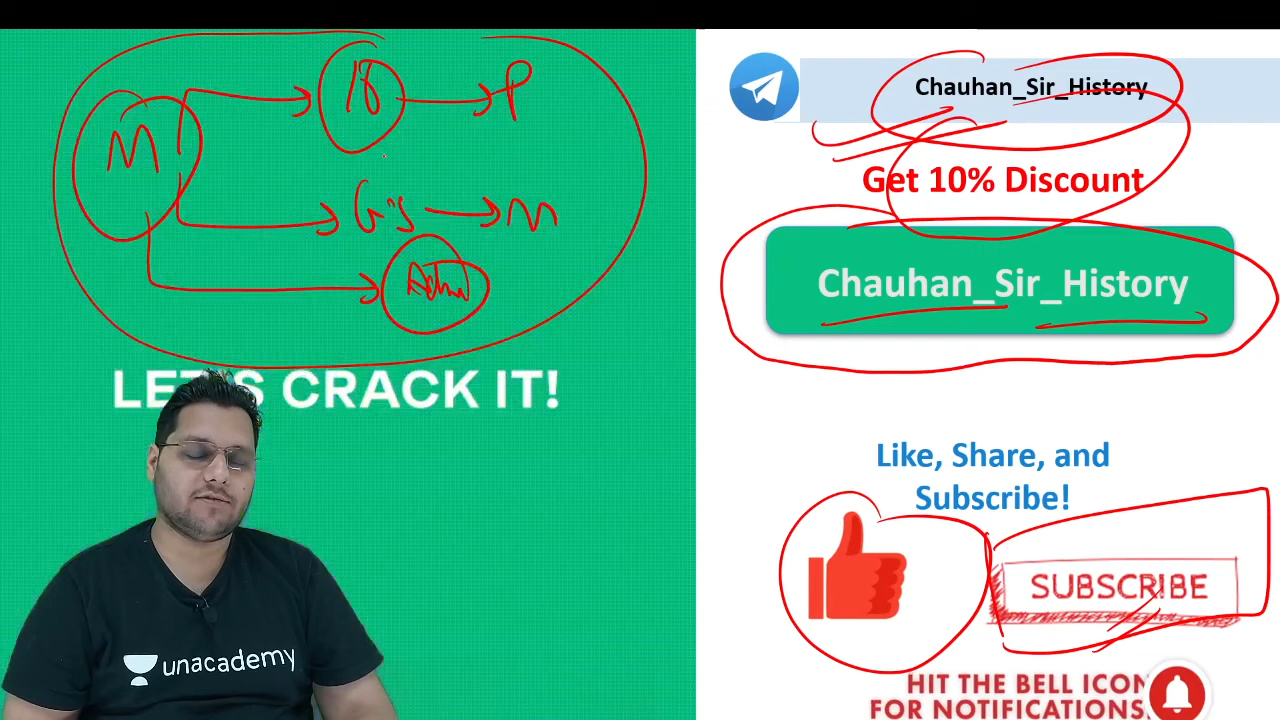 M
18 P
G's M
LET'S CRACK IT!
unacademy
Chauhan_Sir_History
Get 10% Discount
Chauhan_Sir_History
Like, Share, and
Subscribe!
SUBSCRIBE
HIT THE BELL ICON
FOR NOTIFICATIONS